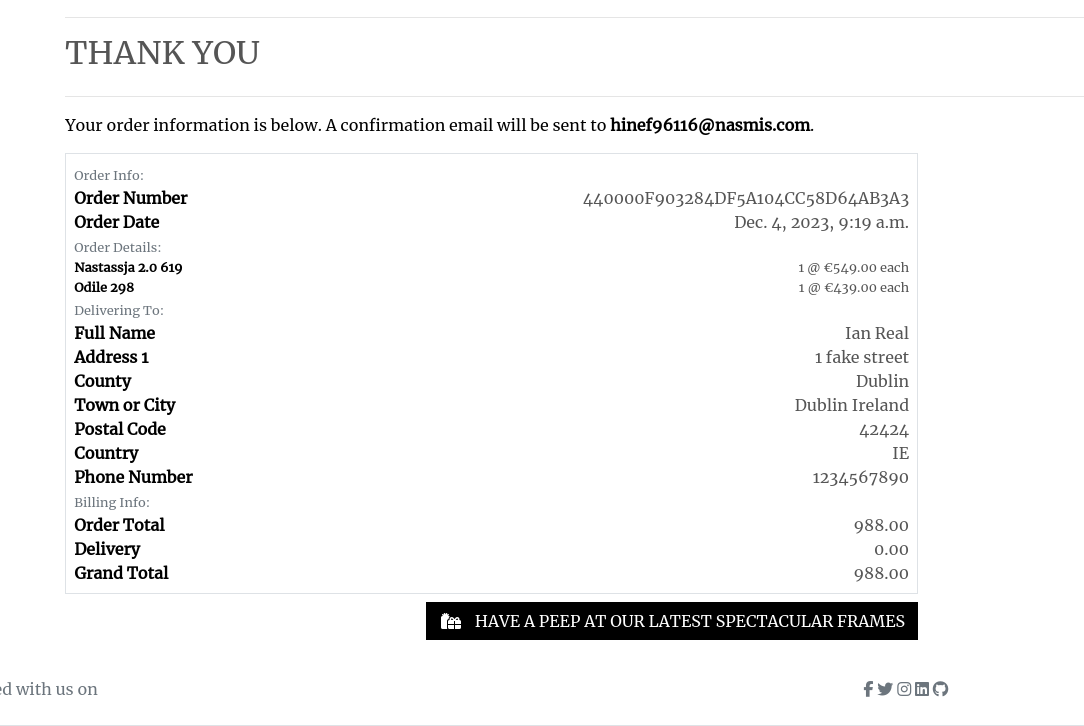 THANK YOU
Your order information is below. A confirmation email will be sent to hinef96116@nasmis.com.
Order Info:
Order Number 440000F903284DF5A104CC58D64AB3A3
Order Date Dec. 4, 2023, 9:19 a.m.
Order Details:
Nastassja 2.0 619 1 @ €549.00 each
Odile 298 1 @ €439.00 each
Delivering To:
Full Name Ian Real
Address 1 1 fake street
County Dublin
Town or City Dublin Ireland
Postal Code 42424
Country IE
Phone Number 1234567890
Billing Info:
Order Total 988.00
Delivery 0.00
Grand Total 988.00
HAVE A PEEP AT OUR LATEST SPECTACULAR FRAMES
ed with us on